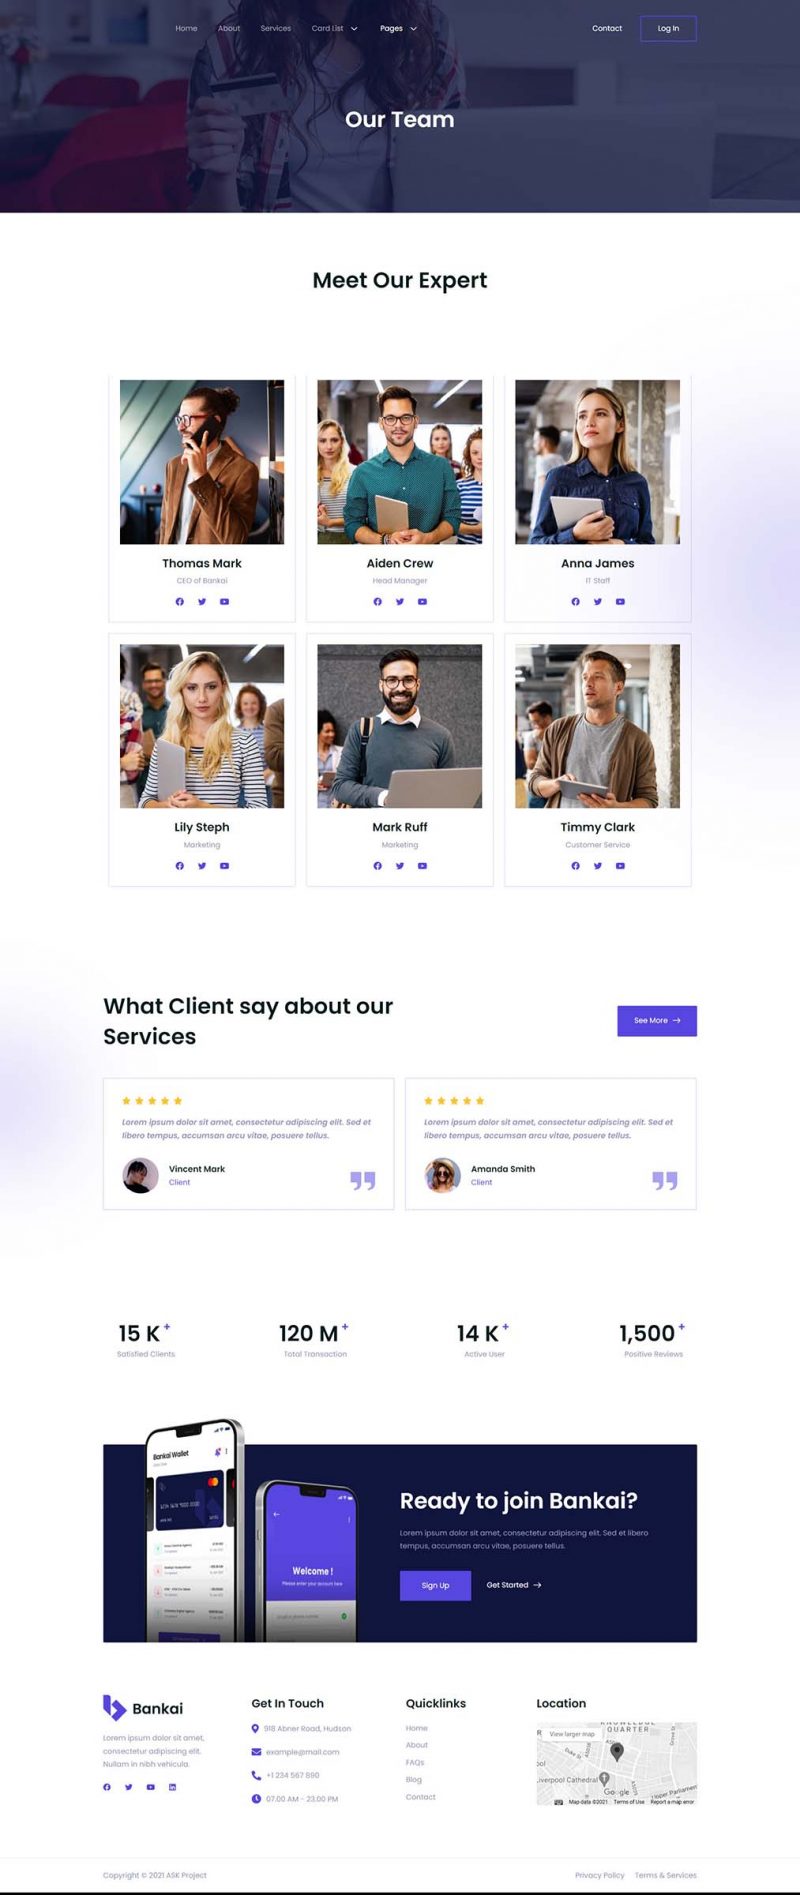 Home About Services Card List Pages Contact Log In
Our Team
Meet Our Expert
Thomas Mark
CEO of Bankai
Aiden Crew
Head Manager
Anna James
IT Staff
Lily Steph
Marketing
Mark Ruff
Marketing
Timmy Clark
Customer Service
What Client say about our
Services
See More
Lorem ipsum dolor sit amet, consectetur adipiscing elit. Sed et
libero tempus, accumsan arcu vitae, posuere tellus.
Vincent Mark
Client
Lorem ipsum dolor sit amet, consectetur adipiscing elit. Sed et
libero tempus, accumsan arcu vitae, posuere tellus.
Amanda Smith
Client
15 K +
Satisfied Clients
120 M +
Total Transaction
14 K +
Active User
1,500 +
Positive Reviews
Bankai Wallet
Welcome !
Please enter your account here
Ready to join Bankai?
Lorem ipsum dolor sit amet, consectetur adipiscing elit. Sed et libero
tempus, accumsan arcu vitae, posuere tellus.
Sign Up
Get Started
Bankai
Lorem ipsum dolor sit amet,
consectetur adipiscing elit.
Nullam in nibh vehicula.
Get In Touch
918 Abner Road, Hudson
example@mail.com
+1 234 567 890
07.00 AM - 23.00 PM
Quicklinks
Home
About
FAQs
Blog
Contact
Location
KNOWLEDGE
QUARTER
View larger map
Duke St
Grove St
ool
iverpool Cathedral
Google
Upper Parliamen
Map data ©2021 Terms of Use Report a map error
Copyright © 2021 ASK Project
Privacy Policy Terms & Services